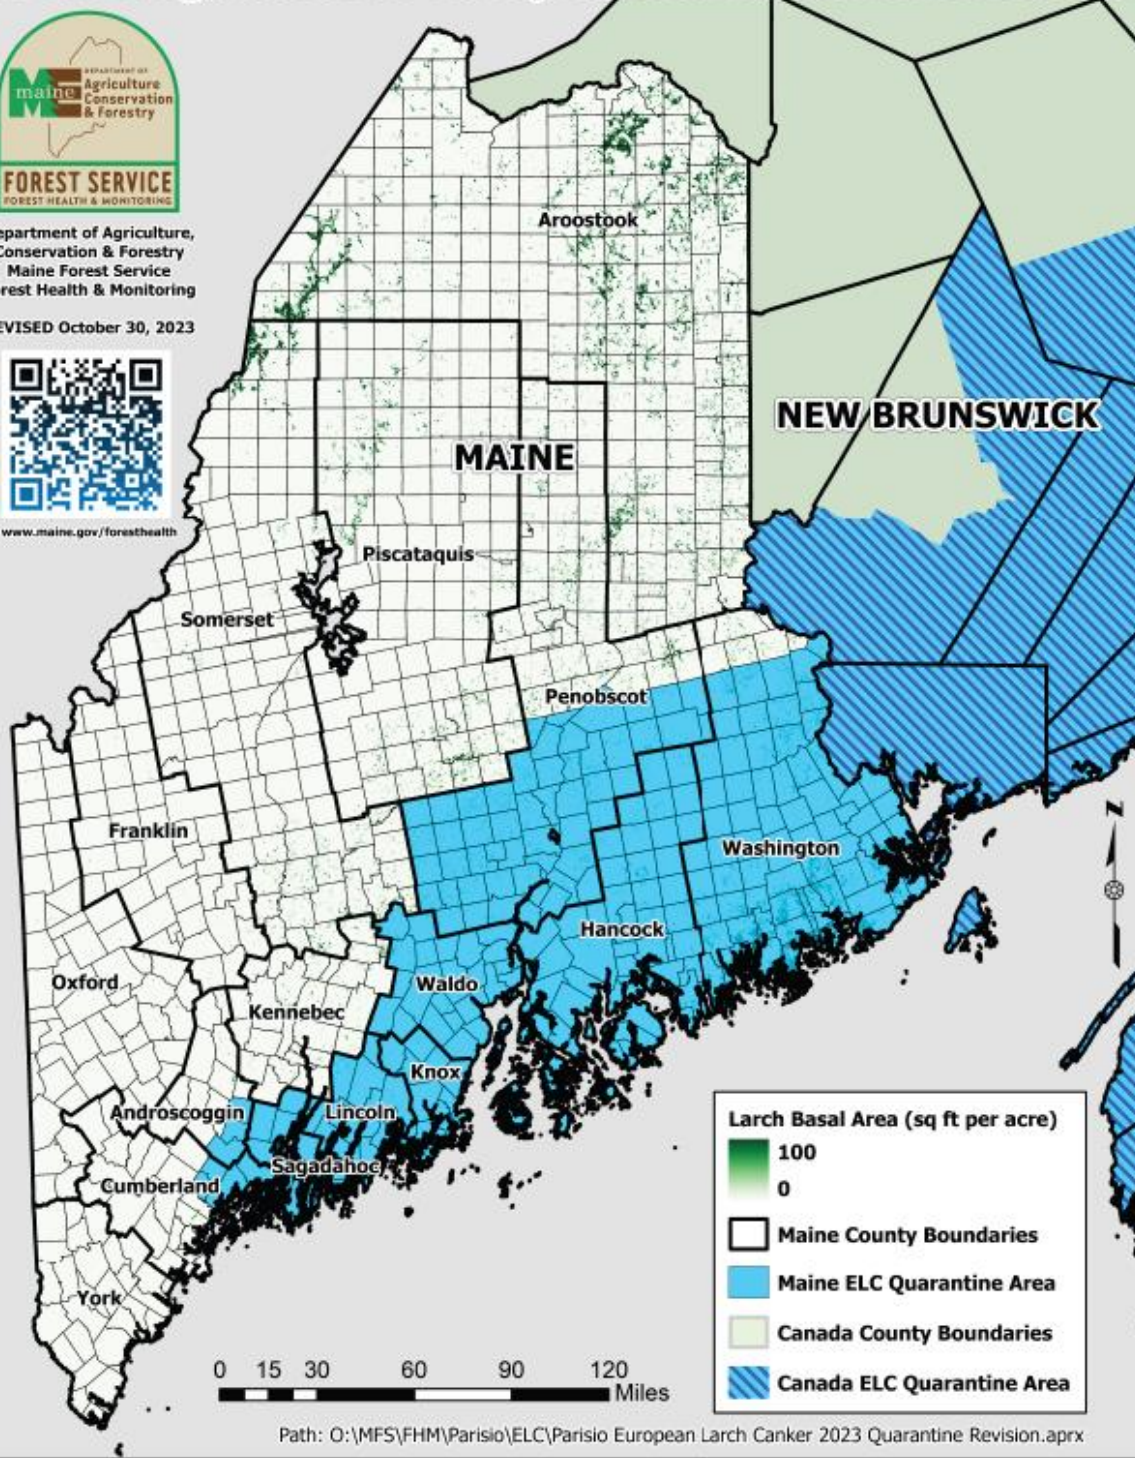 DEPARTMENT OF
maine Agriculture
Conservation
& Forestry
FOREST SERVICE
FOREST HEALTH & MONITORING
epartment of Agriculture,
Conservation & Forestry
Maine Forest Service
rest Health & Monitoring
EVISED October 30, 2023
www.maine.gov/foresthealth
Aroostook
NEW BRUNSWICK
MAINE
Piscataquis
Somerset
Penobscot
Franklin
Washington
Hancock
Oxford
Waldo
Kennebec
Knox
Androscoggin
Lincoln
Sagadahoc
Cumberland
York
N
Larch Basal Area (sq ft per acre)
100
0
Maine County Boundaries
Maine ELC Quarantine Area
Canada County Boundaries
Canada ELC Quarantine Area
0 15 30 60 90 120
Miles
Path: O:\MFS\FHM\Parisio\ELC\Parisio European Larch Canker 2023 Quarantine Revision.aprx